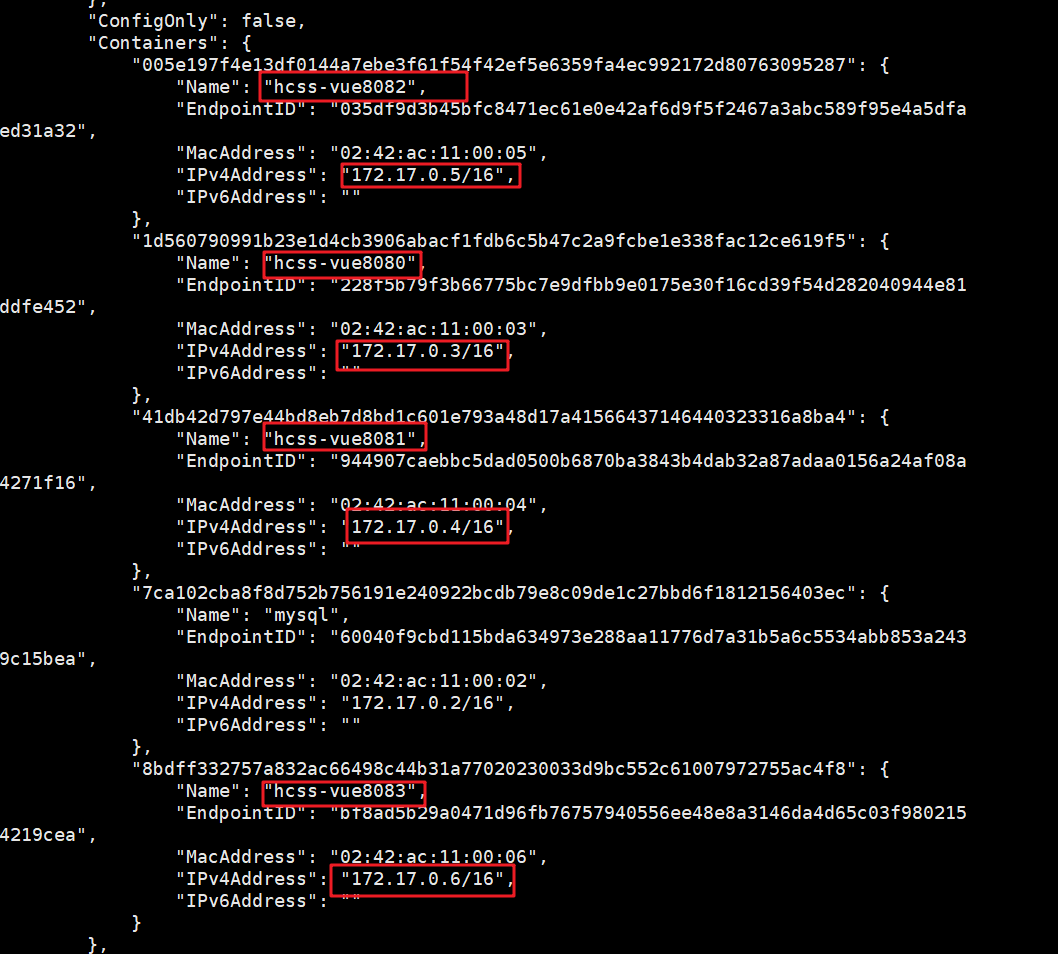 },
"ConfigOnly": false,
"Containers": {
"005e197f4e13df0144a7ebe3f61f54f42ef5e6359fa4ec992172d80763095287": {
"Name": "hcss-vue8082",
"EndpointID": "035df9d3b45bfc8471ec61e0e42af6d9f5f2467a3abc589f95e4a5dfa
ed31a32",
"MacAddress": "02:42:ac:11:00:05",
"IPv4Address": "172.17.0.5/16",
"IPv6Address": ""
},
"1d560790991b23e1d4cb3906abacf1fdb6c5b47c2a9fcbe1e338fac12ce619f5": {
"Name": "hcss-vue8080",
"EndpointID": "228f5b79f3b66775bc7e9dfbb9e0175e30f16cd39f54d282040944e81
ddfe452",
"MacAddress": "02:42:ac:11:00:03",
"IPv4Address": "172.17.0.3/16",
"IPv6Address": ""
},
"41db42d797e44bd8eb7d8bd1c601e793a48d17a41566437146440323316a8ba4": {
"Name": "hcss-vue8081",
"EndpointID": "944907caebbc5dad0500b6870ba3843b4dab32a87adaa0156a24af08a
4271f16",
"MacAddress": "02:42:ac:11:00:04",
"IPv4Address": "172.17.0.4/16",
"IPv6Address": ""
},
"7ca102cba8f8d752b756191e240922bcdb79e8c09de1c27bbd6f1812156403ec": {
"Name": "mysql",
"EndpointID": "60040f9cbd115bda634973e288aa11776d7a31b5a6c5534abb853a243
9c15bea",
"MacAddress": "02:42:ac:11:00:02",
"IPv4Address": "172.17.0.2/16",
"IPv6Address": ""
},
"8bdff332757a832ac66498c44b31a77020230033d9bc552c61007972755ac4f8": {
"Name": "hcss-vue8083",
"EndpointID": "bf8ad5b29a0471d96fb76757940556ee48e8a3146da4d65c03f980215
4219cea",
"MacAddress": "02:42:ac:11:00:06",
"IPv4Address": "172.17.0.6/16",
"IPv6Address": ""
}
},